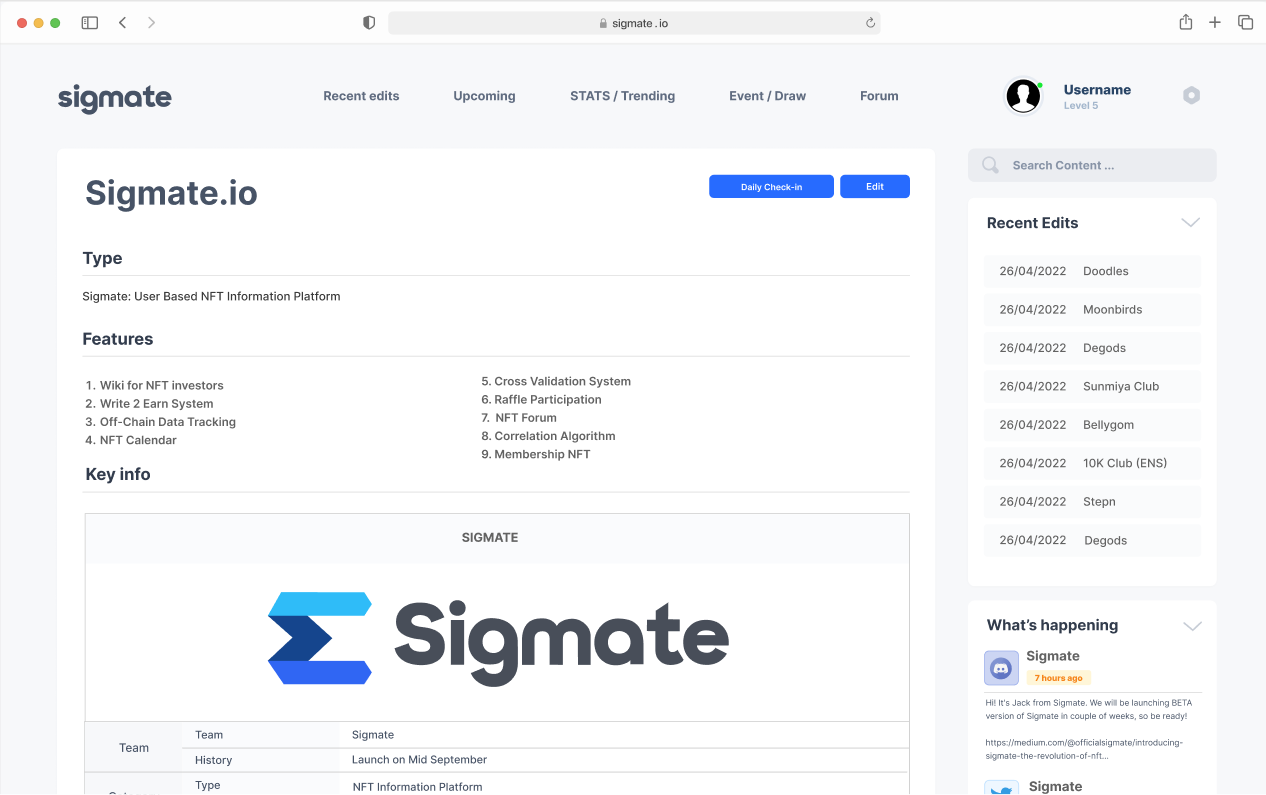 sigmate.io
sigmate
Recent edits
Upcoming
STATS / Trending
Event / Draw
Forum
Username
Level 5
Sigmate.io
Daily Check-in
Edit
Type
Sigmate: User Based NFT Information Platform
Features
1. Wiki for NFT investors
2. Write 2 Earn System
3. Off-Chain Data Tracking
4. NFT Calendar
5. Cross Validation System
6. Raffle Participation
7. NFT Forum
8. Correlation Algorithm
9. Membership NFT
Key info
SIGMATE
Sigmate
Team
Team Sigmate
History Launch on Mid September
Type NFT Information Platform
Search Content ...
Recent Edits
26/04/2022 Doodles
26/04/2022 Moonbirds
26/04/2022 Degods
26/04/2022 Sunmiya Club
26/04/2022 Bellygom
26/04/2022 10K Club (ENS)
26/04/2022 Stepn
26/04/2022 Degods
What's happening
Sigmate
7 hours ago
Hi! It's Jack from Sigmate. We will be launching BETA
version of Sigmate in couple of weeks, so be ready!
https://medium.com/@officialsigmate/introducing-
sigmate-the-revolution-of-nft...
Sigmate